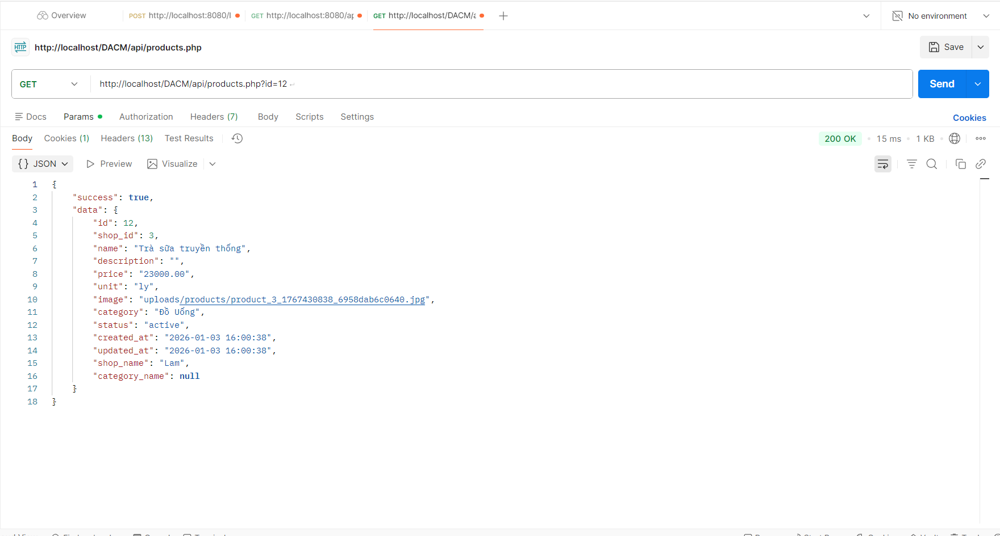 Overview
POST http://localhost:8080/l
GET http://localhost:8080/ap
GET http://localhost/DACM/a
No environment
HTTP http://localhost/DACM/api/products.php
Save
GET
http://localhost/DACM/api/products.php?id=12
Send
Docs
Params
Authorization
Headers (7)
Body
Scripts
Settings
Cookies
Body
Cookies (1)
Headers (13)
Test Results
200 OK
15 ms
1 KB
{} JSON
Preview
Visualize
1 {
2 "success": true,
3 "data": {
4 "id": 12,
5 "shop_id": 3,
6 "name": "Trà sữa truyền thống",
7 "description": "",
8 "price": "23000.00",
9 "unit": "ly",
10 "image": "uploads/products/product_3_1767430838_6958dab6c0640.jpg",
11 "category": "Đồ Uống",
12 "status": "active",
13 "created_at": "2026-01-03 16:00:38",
14 "updated_at": "2026-01-03 16:00:38",
15 "shop_name": "Lam",
16 "category_name": null
17 }
18 }